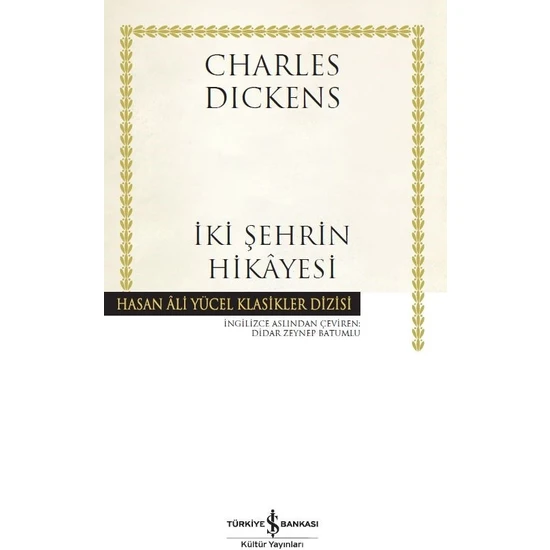 CHARLES
DICKENS
İKİ ŞEHRİN
HİKÂYESİ
HASAN ÂLİ YÜCEL KLASİKLER DİZİSİ
İNGİLİZCE ASLINDAN ÇEVİREN:
DİDAR ZEYNEP BATUMLU
TÜRKİYE İŞ BANKASI
Kültür Yayınları